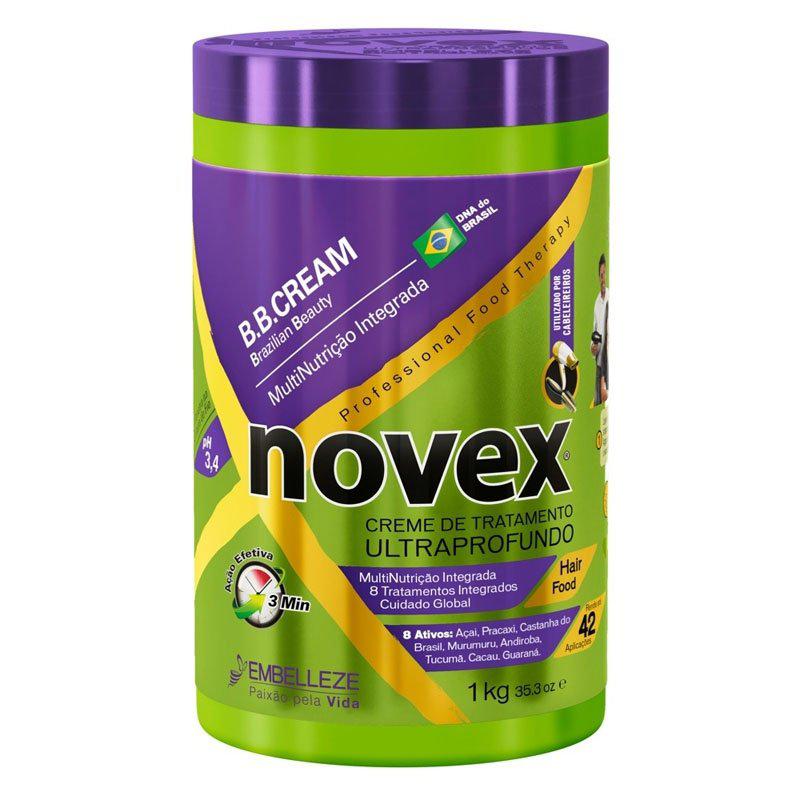 DNA do
BRASIL
B.B.CREAM
Brazilian Beauty
MultiNutrição Integrada
Professional Food Therapy
UTILIZADO POR
CABELEIREIROS
pH
3,4
novex®
CREME DE TRATAMENTO
ULTRAPROFUNDO
MultiNutrição Integrada
8 Tratamentos Integrados
Cuidado Global
Hair
Food
Ação Efetiva
3 Min
8 Ativos: Açai, Pracaxi, Castanha do
Brasil, Murumuru, Andiroba,
Tucumã, Cacau, Guaraná.
Rende até
42
Aplicações
EMBELLEZE
Paixão pela Vida
1 kg 35.3 oz ℮